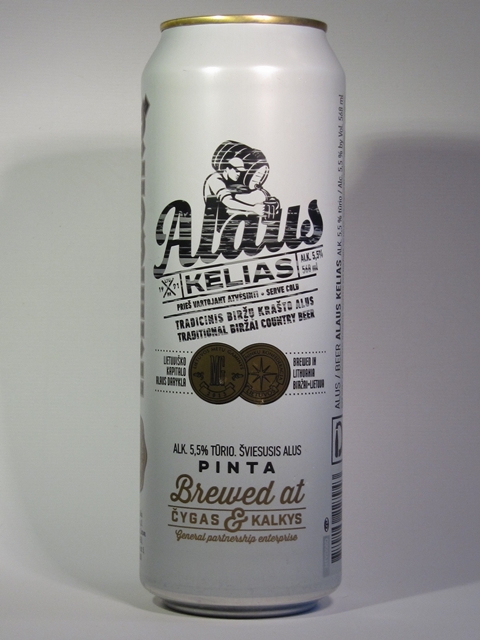 Alaus
KELIAS
ALK. 5,5%
568 ml
PRIEŠ VARTOJANT ATVĖSINTI - SERVE COLD
TRADICINIS BIRŽŲ KRAŠTO ALUS
TRADITIONAL BIRŽAI COUNTRY BEER
LIETUVIŠKO
KAPITALO
ALAUS DARYKLA
BREWED IN
LITHUANIA
BIRŽAI-LIETUVA
ALK. 5,5% TŪRIO. ŠVIESUSIS ALUS
PINTA
Brewed at
ČYGAS & KALKYS
General partnership enterprise
ALUS / BEER ALAUS KELIAS ALK. 5,5 % tūrio / Alc. 5,5 % by Vol. 568 ml